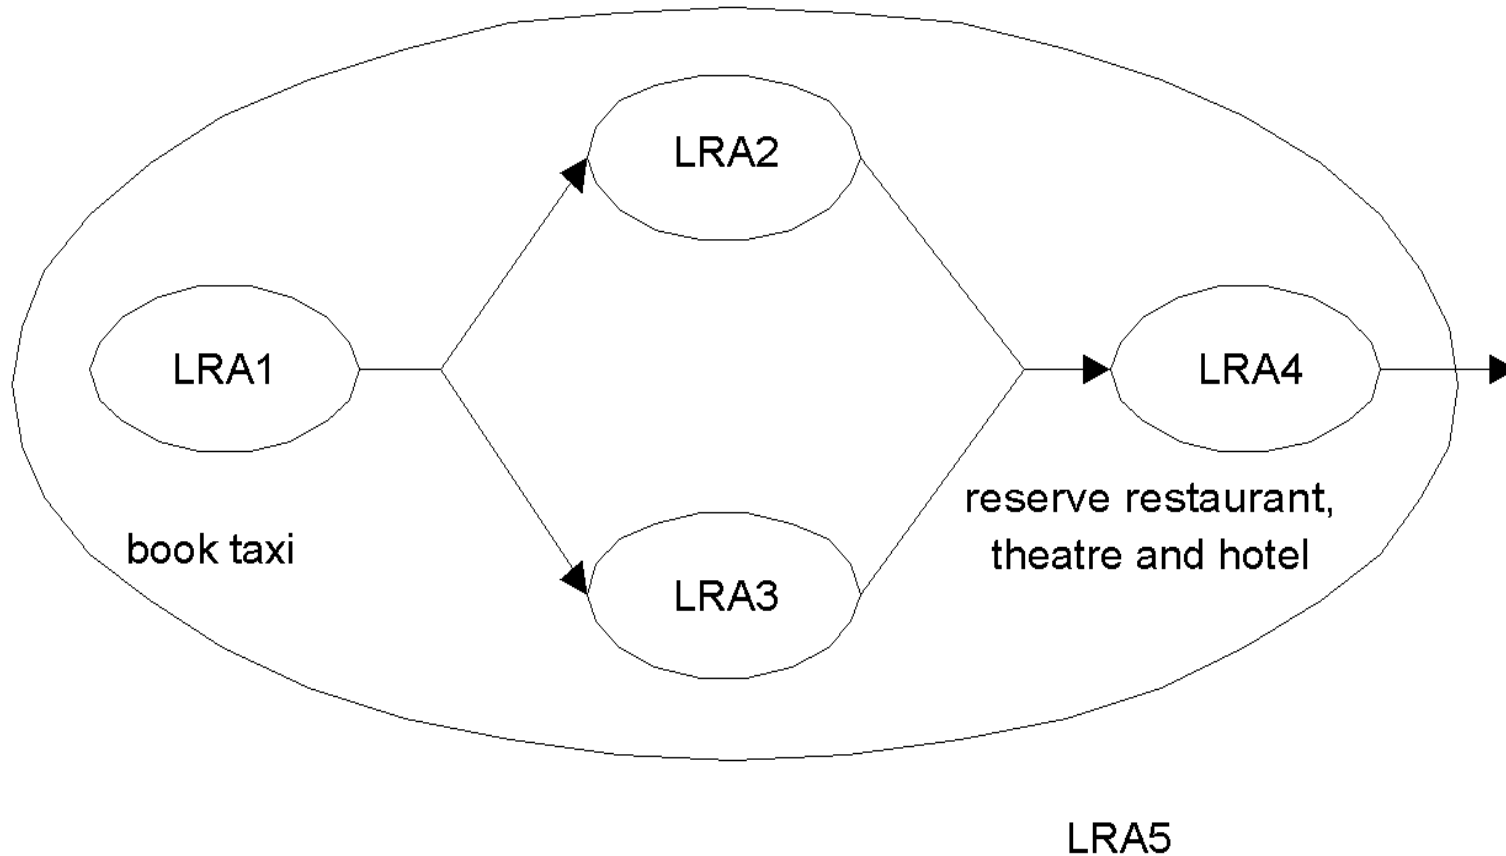 LRA2
LRA1
LRA4
reserve restaurant,
theatre and hotel
book taxi
LRA3
LRA5